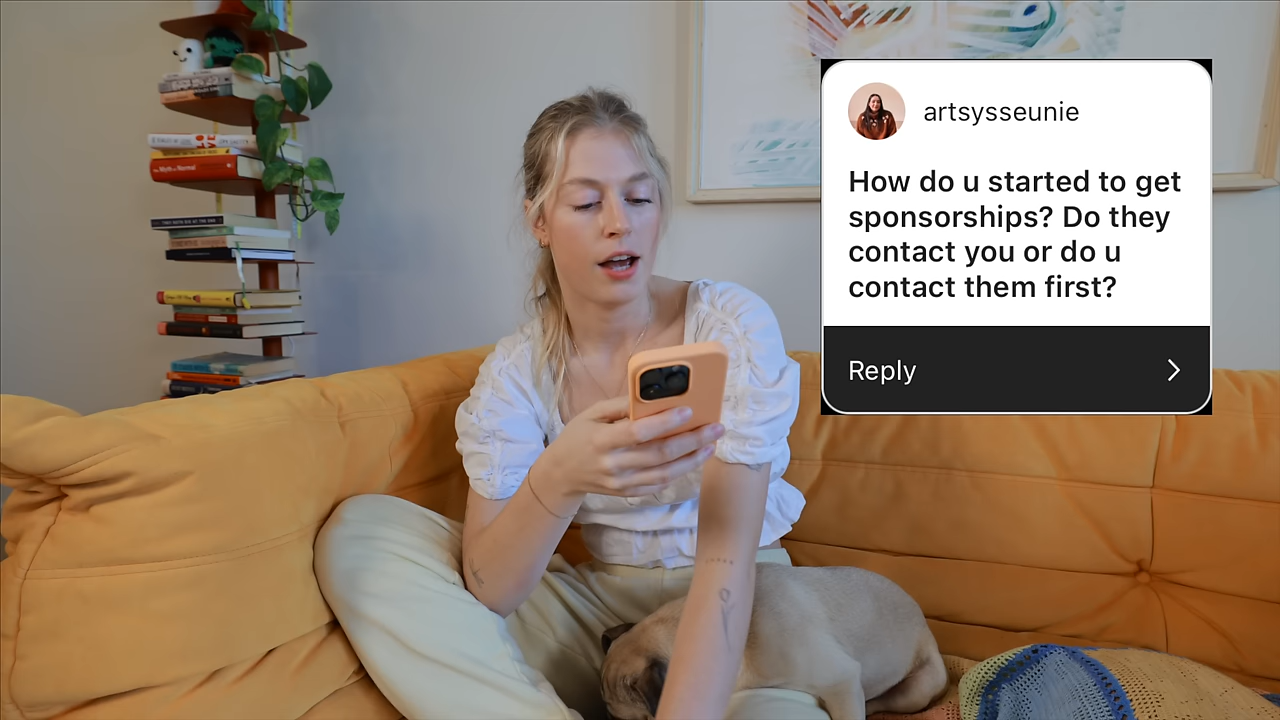 artsysseunie
How do u started to get
sponsorships? Do they
contact you or do u
contact them first?
Reply